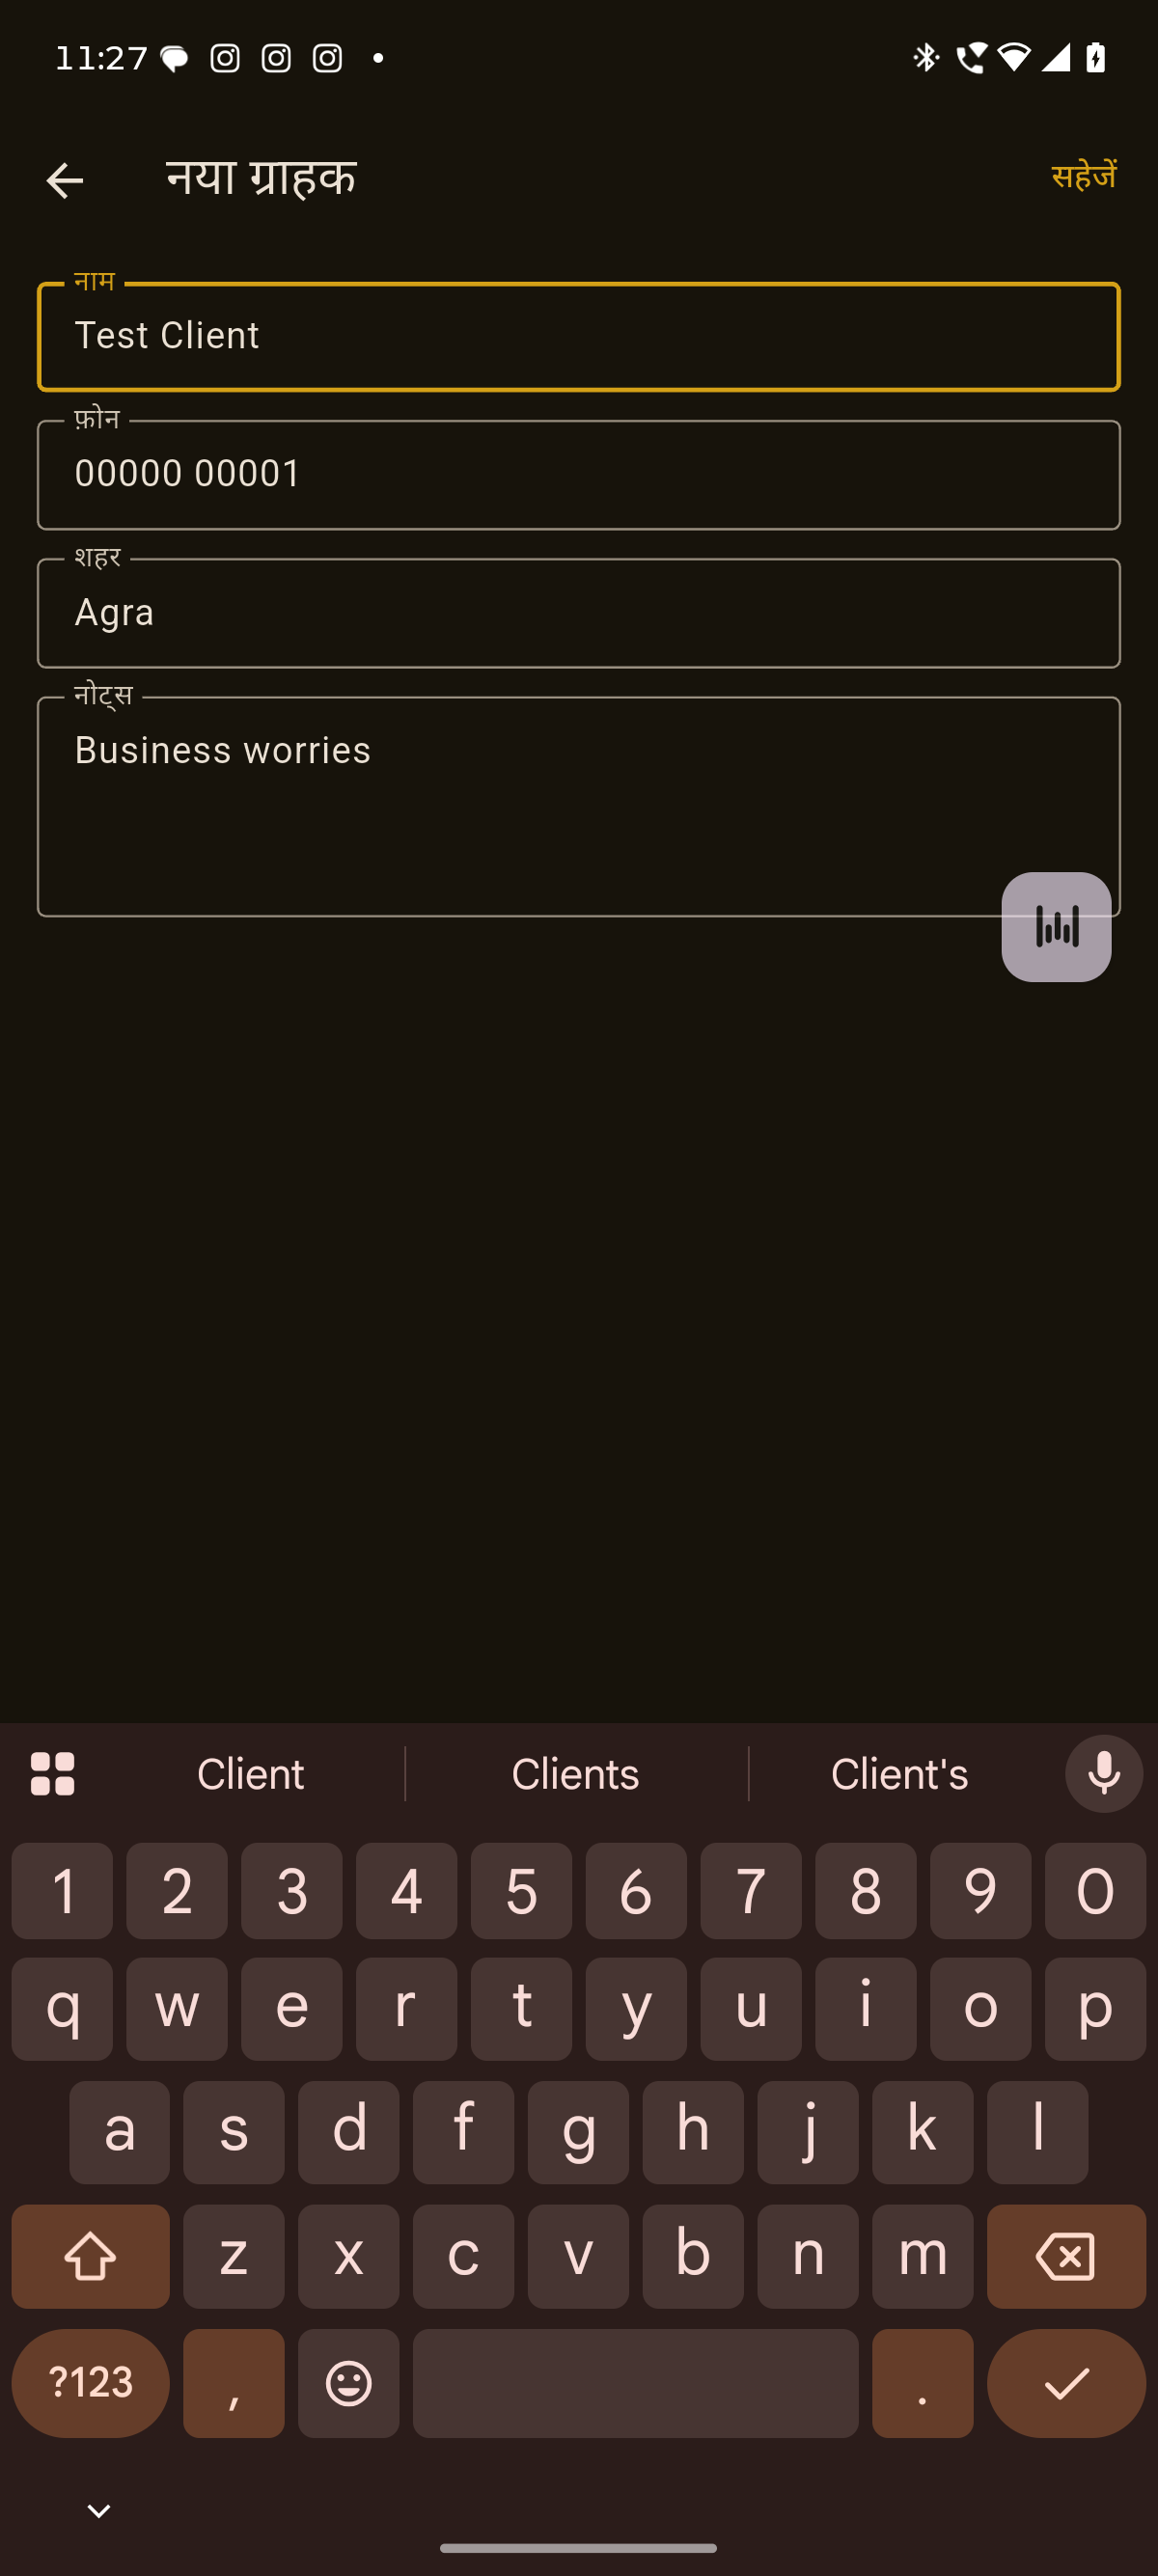 11:27
नया ग्राहक
सहेजें
नाम
Test Client
फ़ोन
00000 00001
शहर
Agra
नोट्स
Business worries
Client Clients Client's
1 2 3 4 5 6 7 8 9 0
q w e r t y u i o p
a s d f g h j k l
z x c v b n m
?123 , .